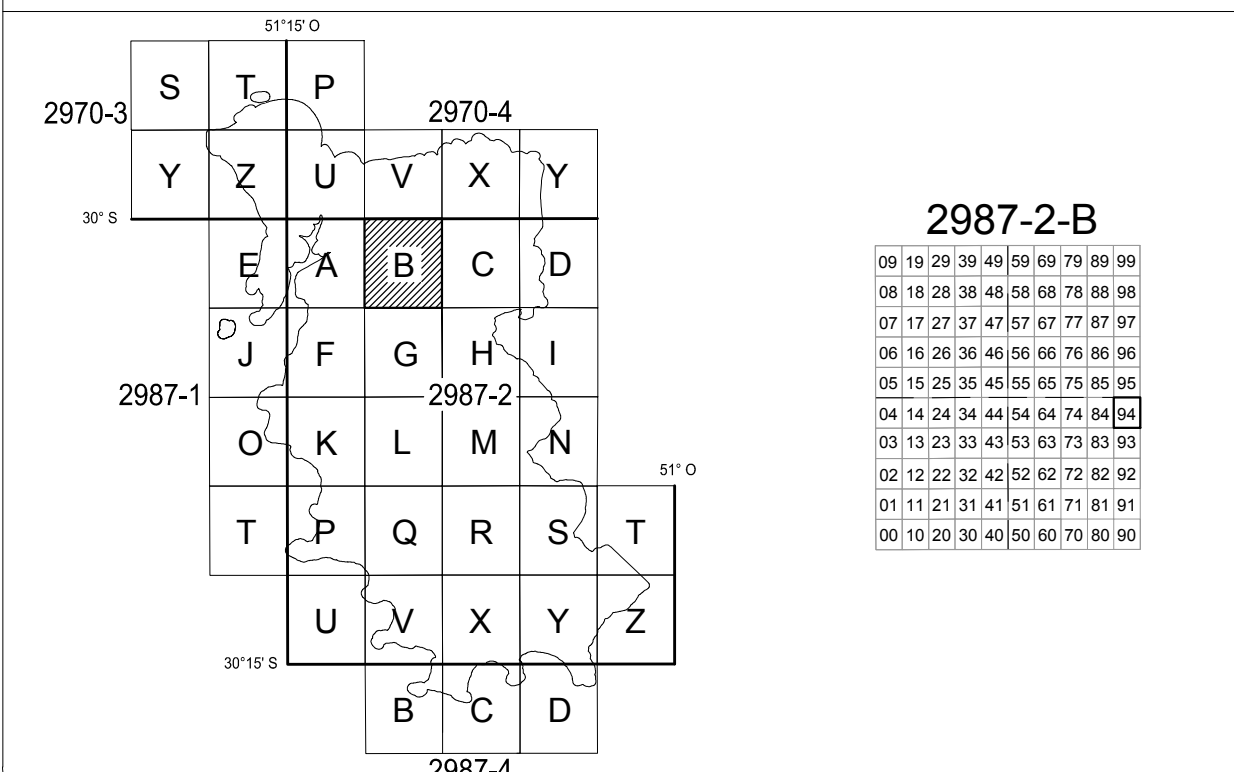 51°15' O
S T P
2970-3
2970-4
Y Z U V X Y
30° S
E A B C D
J F G H I
2987-1
2987-2
O K L M N
51° O
T P Q R S T
U V X Y Z
30°15' S
B C D
2987-4
2987-2-B
09 19 29 39 49 59 69 79 89 99
08 18 28 38 48 58 68 78 88 98
07 17 27 37 47 57 67 77 87 97
06 16 26 36 46 56 66 76 86 96
05 15 25 35 45 55 65 75 85 95
04 14 24 34 44 54 64 74 84 94
03 13 23 33 43 53 63 73 83 93
02 12 22 32 42 52 62 72 82 92
01 11 21 31 41 51 61 71 81 91
00 10 20 30 40 50 60 70 80 90